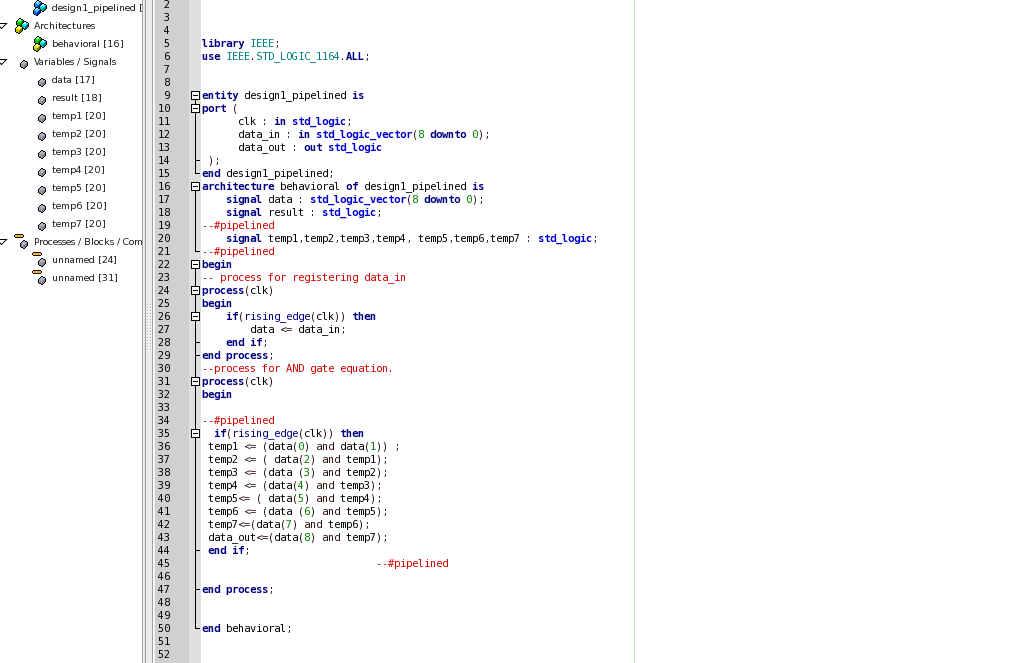 design1_pipelined [
Architectures
behavioral [16]
Variables / Signals
data [17]
result [18]
temp1 [20]
temp2 [20]
temp3 [20]
temp4 [20]
temp5 [20]
temp6 [20]
temp7 [20]
Processes / Blocks / Com
unnamed [24]
unnamed [31]
2
3
4
5 library IEEE;
6 use IEEE.STD_LOGIC_1164.ALL;
7
8
9 entity design1_pipelined is
10 port (
11 clk : in std_logic;
12 data_in : in std_logic_vector(8 downto 0);
13 data_out : out std_logic
14 );
15 end design1_pipelined;
16 architecture behavioral of design1_pipelined is
17 signal data : std_logic_vector(8 downto 0);
18 signal result : std_logic;
19 --#pipelined
20 signal temp1,temp2,temp3,temp4, temp5,temp6,temp7 : std_logic;
21 --#pipelined
22 begin
23 -- process for registering data_in
24 process(clk)
25 begin
26 if(rising_edge(clk)) then
27 data <= data_in;
28 end if;
29 end process;
30 --process for AND gate equation.
31 process(clk)
32 begin
33
34 --#pipelined
35 if(rising_edge(clk)) then
36 temp1 <= (data(0) and data(1)) ;
37 temp2 <= ( data(2) and temp1);
38 temp3 <= (data (3) and temp2);
39 temp4 <= (data(4) and temp3);
40 temp5<= ( data(5) and temp4);
41 temp6 <= (data (6) and temp5);
42 temp7<=(data(7) and temp6);
43 data_out<=(data(8) and temp7);
44 end if;
45 --#pipelined
46
47 end process;
48
49
50 end behavioral;
51
52